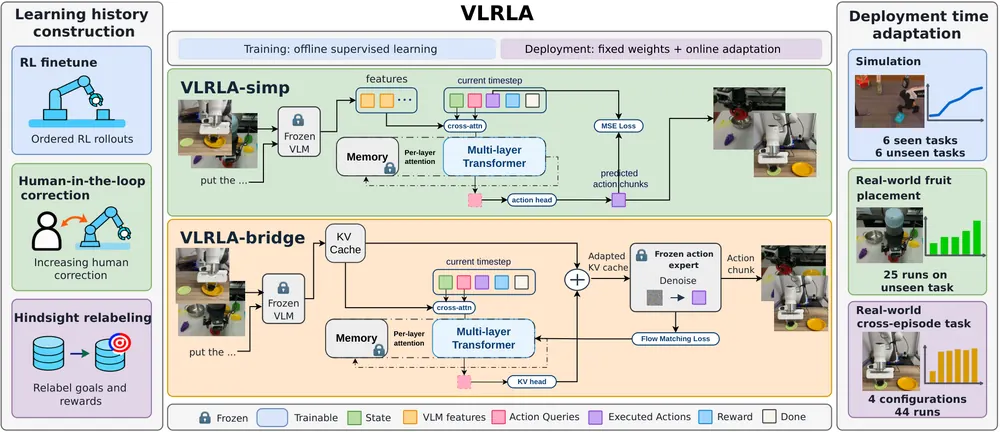 VLRLA
Learning history
construction
RL finetune
Ordered RL rollouts
Human-in-the-loop
correction
Increasing human
correction
Hindsight relabeling
Relabel goals and
rewards
Training: offline supervised learning
Deployment: fixed weights + online adaptation
VLRLA-simp
features
current timestep
Frozen
VLM
cross-attn
MSE Loss
Memory
Per-layer
attention
Multi-layer
Transformer
put the ...
predicted
action chunks
action head
VLRLA-bridge
KV
Cache
current timestep
Frozen
VLM
cross-attn
Adapted
KV cache
Frozen action
expert
Denoise
Action
chunk
Memory
Per-layer
attention
Multi-layer
Transformer
Flow Matching Loss
put the ...
KV head
Frozen
Trainable
State
VLM features
Action Queries
Executed Actions
Reward
Done
Deployment time
adaptation
Simulation
6 seen tasks
6 unseen tasks
Real-world fruit
placement
25 runs on
unseen task
Real-world
cross-episode task
4 configurations
44 runs